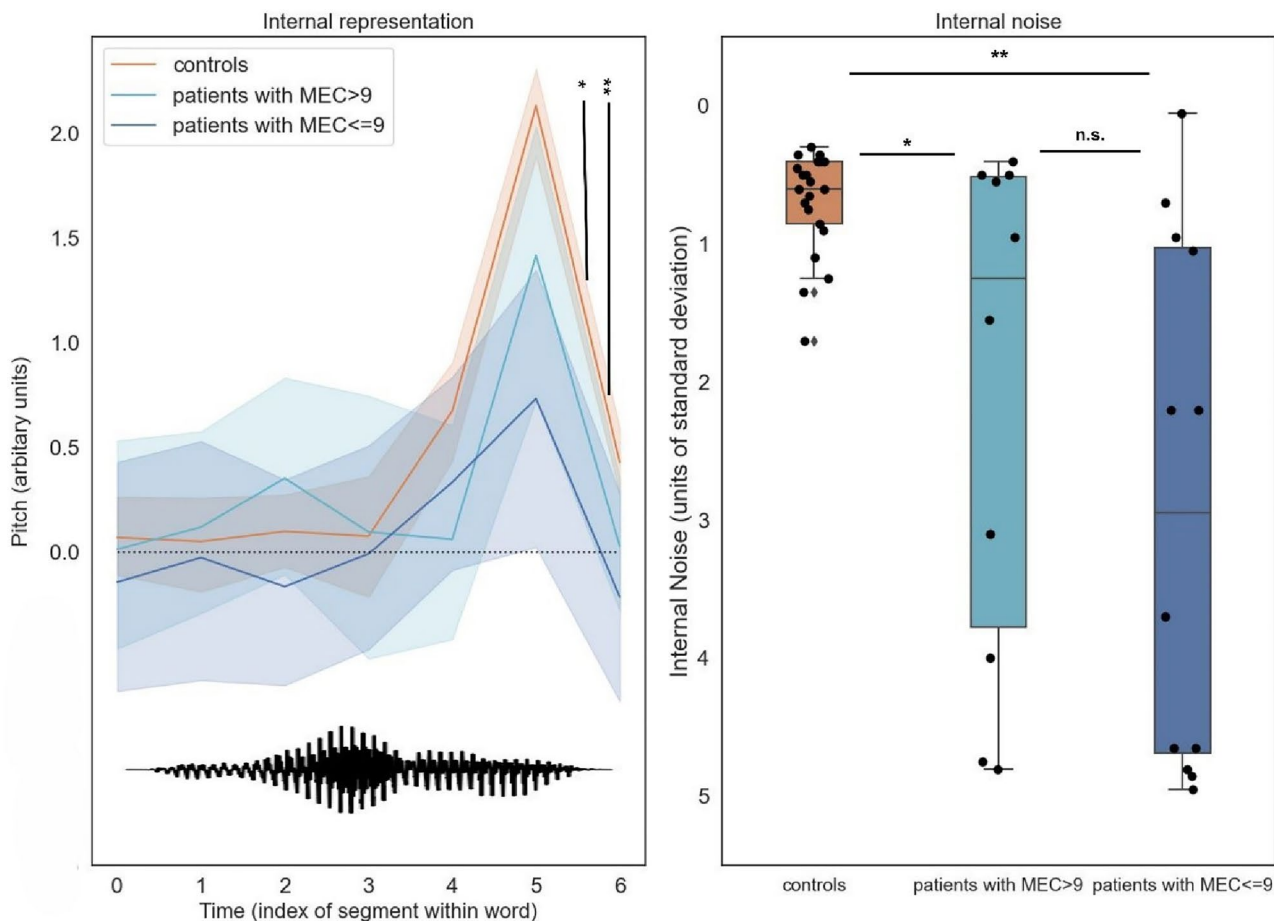 Internal representation
controls
patients with MEC>9
patients with MEC<=9
*
**
2.0
1.5
1.0
0.5
0.0
Pitch (arbitary units)
0 1 2 3 4 5 6
Time (index of segment within word)
Internal noise
**
*
n.s.
0
1
2
3
4
5
Internal Noise (units of standard deviation)
controls patients with MEC>9 patients with MEC<=9